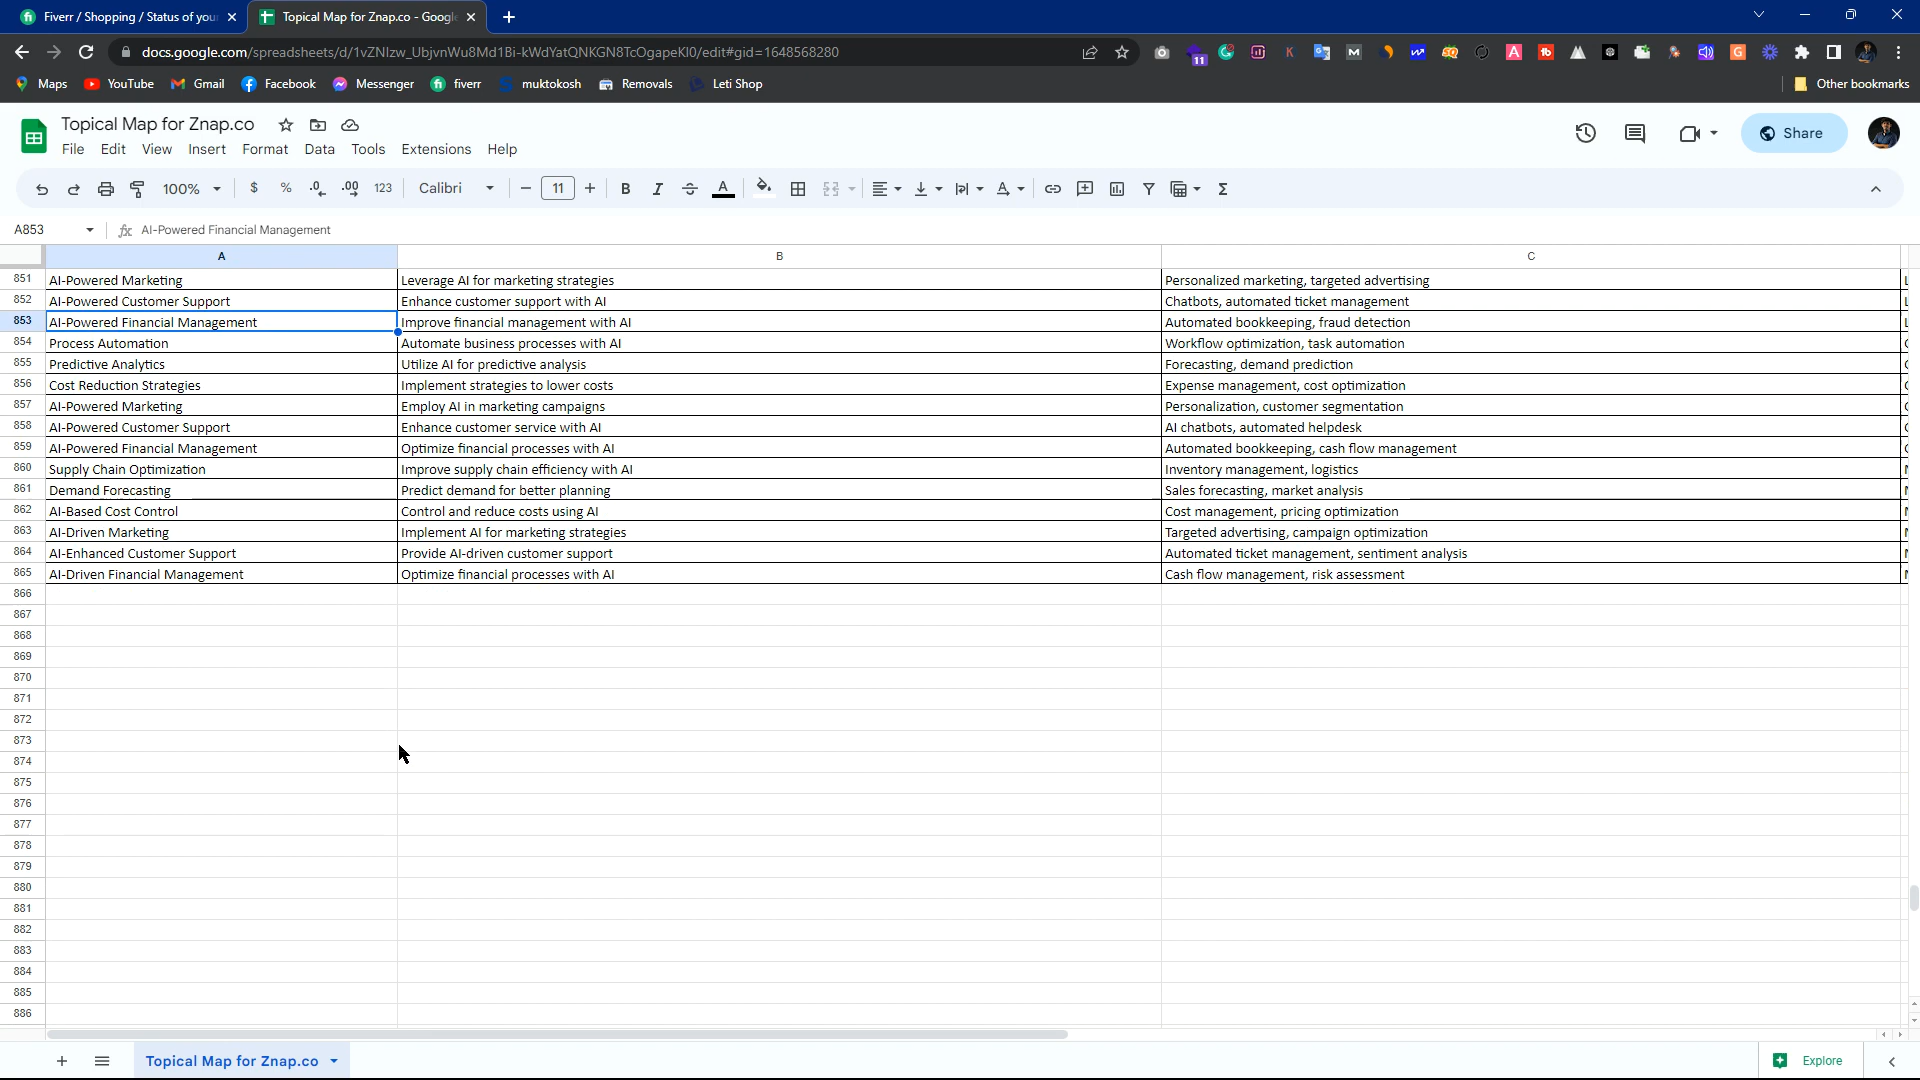 Fiverr / Shopping / Status of you
Topical Map for Znap.co - Google
docs.google.com/spreadsheets/d/1vZNIzw_UbjvnWu8Md1Bi-kWdYatQNKGN8TcOgapeKI0/edit#gid=1648568280
11
Maps YouTube Gmail Facebook Messenger fiverr muktokosh Removals Leti Shop Other bookmarks
Topical Map for Znap.co
File Edit View Insert Format Data Tools Extensions Help
Share
100% $ % .0 .00 123 Calibri 11 B I A
A853 fx AI-Powered Financial Management
A B C
851 AI-Powered Marketing Leverage AI for marketing strategies Personalized marketing, targeted advertising
852 AI-Powered Customer Support Enhance customer support with AI Chatbots, automated ticket management
853 AI-Powered Financial Management Improve financial management with AI Automated bookkeeping, fraud detection
854 Process Automation Automate business processes with AI Workflow optimization, task automation
855 Predictive Analytics Utilize AI for predictive analysis Forecasting, demand prediction
856 Cost Reduction Strategies Implement strategies to lower costs Expense management, cost optimization
857 AI-Powered Marketing Employ AI in marketing campaigns Personalization, customer segmentation
858 AI-Powered Customer Support Enhance customer service with AI AI chatbots, automated helpdesk
859 AI-Powered Financial Management Optimize financial processes with AI Automated bookkeeping, cash flow management
860 Supply Chain Optimization Improve supply chain efficiency with AI Inventory management, logistics
861 Demand Forecasting Predict demand for better planning Sales forecasting, market analysis
862 AI-Based Cost Control Control and reduce costs using AI Cost management, pricing optimization
863 AI-Driven Marketing Implement AI for marketing strategies Targeted advertising, campaign optimization
864 AI-Enhanced Customer Support Provide AI-driven customer support Automated ticket management, sentiment analysis
865 AI-Driven Financial Management Optimize financial processes with AI Cash flow management, risk assessment
866
867
868
869
870
871
872
873
874
875
876
877
878
879
880
881
882
883
884
885
886
Topical Map for Znap.co Explore